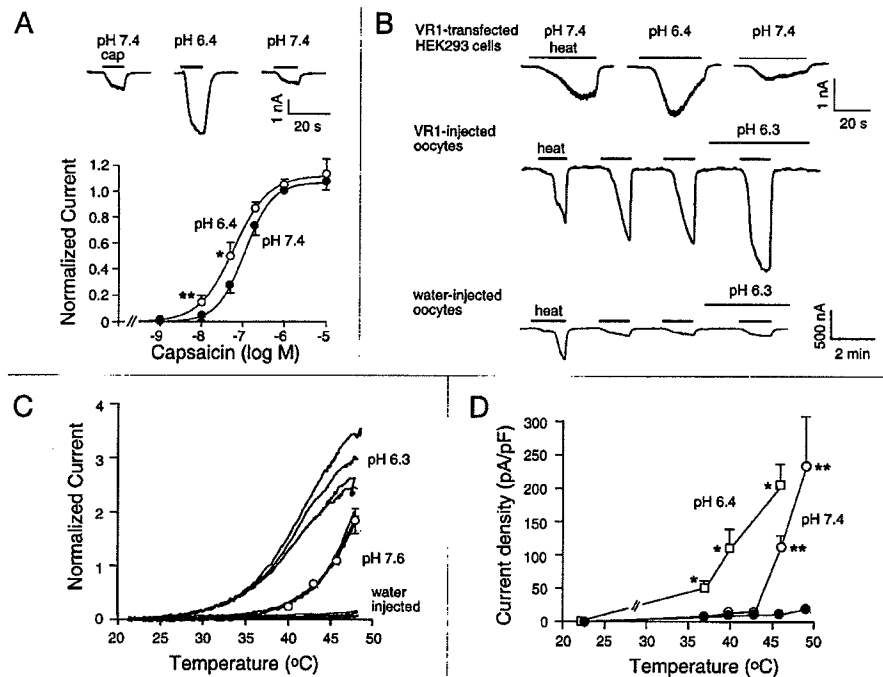 A
pH 7.4
cap
pH 6.4
pH 7.4
1 nA
20 s
Normalized Current
1.2
1.0
0.8
0.6
0.4
0.2
0
pH 6.4
pH 7.4
*
**
-9
-8
-7
-6
-5
Capsaicin (log M)
B
VR1-transfected
HEK293 cells
pH 7.4
heat
pH 6.4
pH 7.4
1 nA
20 s
VR1-injected
oocytes
heat
pH 6.3
water-injected
oocytes
heat
pH 6.3
500 nA
2 min
C
Normalized Current
4
3
2
1
0
pH 6.3
pH 7.6
water
injected
20
25
30
35
40
45
50
Temperature (oC)
D
Current density (pA/pF)
300
250
200
150
100
50
0
pH 6.4
pH 7.4
*
*
*
**
**
20
25
30
35
40
45
50
Temperature (oC)